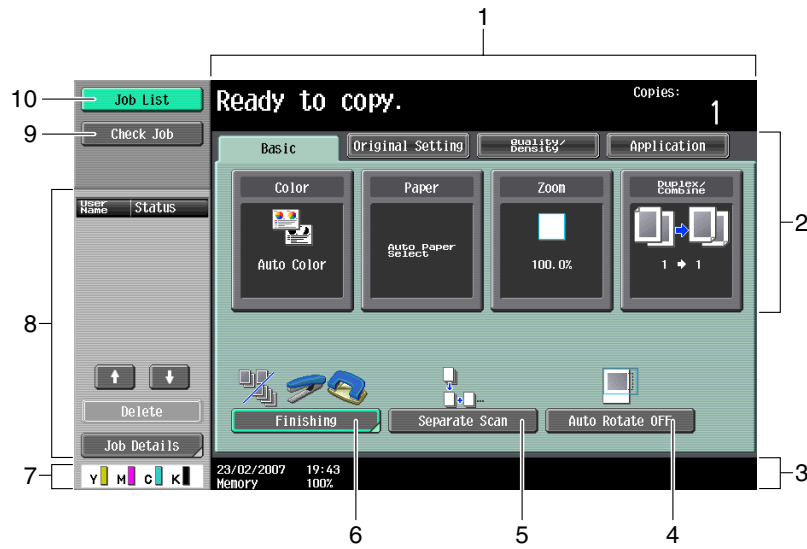 1
10
Job List
Ready to copy.
Copies:
1
9
Check Job
Basic
Original Setting
Quality/
Density
Application
2
Color
Paper
Zoom
Duplex/
Combine
User
Name
Status
Auto Color
Auto Paper
Select
100.0%
1 → 1
8
Delete
Finishing
Separate Scan
Auto Rotate OFF
Job Details
7
Y M C K
23/02/2007 19:43
Memory 100%
3
6
5
4